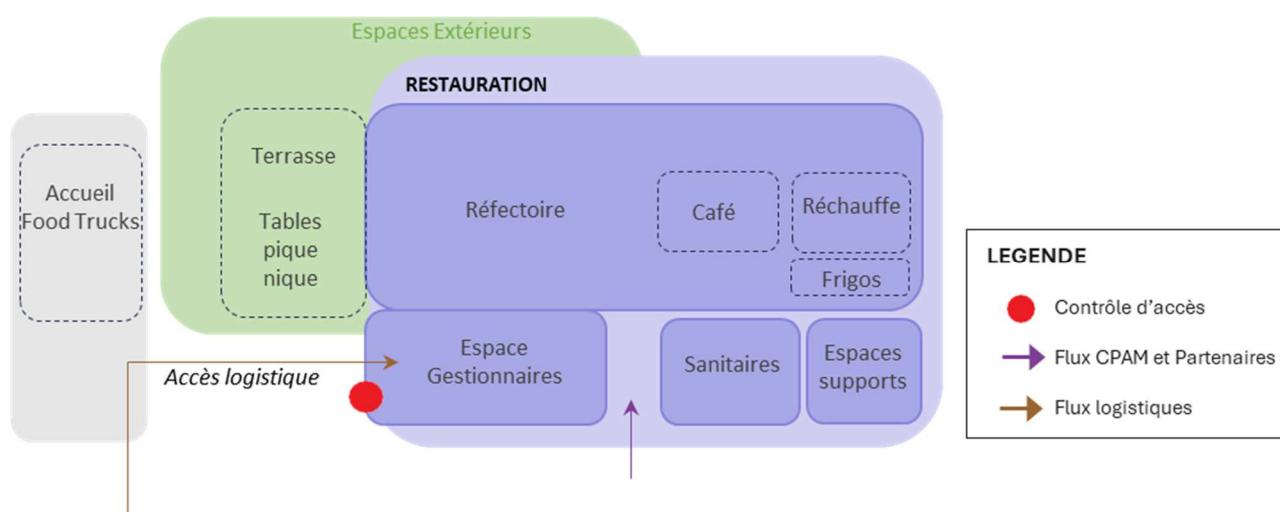 Espaces Extérieurs
RESTAURATION
Accueil
Food Trucks
Terrasse
Tables
pique
nique
Réfectoire
Café
Réchauffe
Frigos
Accès logistique
Espace
Gestionnaires
Sanitaires
Espaces
supports
LEGENDE
Contrôle d'accès
Flux CPAM et Partenaires
Flux logistiques